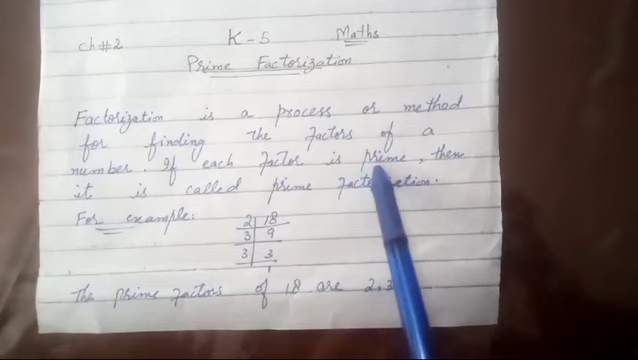 ch#2 K-5 Maths
Prime Factorization
Factorization is a process or method
for finding the factors of a
number. If each factor is prime, then
it is called prime factorization.
For example:
2 18
3 9
3 3
1
The prime factors of 18 are 2,3